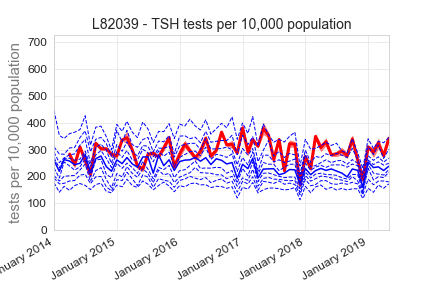 L82039 - TSH tests per 10,000 population
tests per 10,000 population
700
600
500
400
300
200
100
0
nuary 2014
January 2015
January 2016
January 2017
January 2018
January 2019